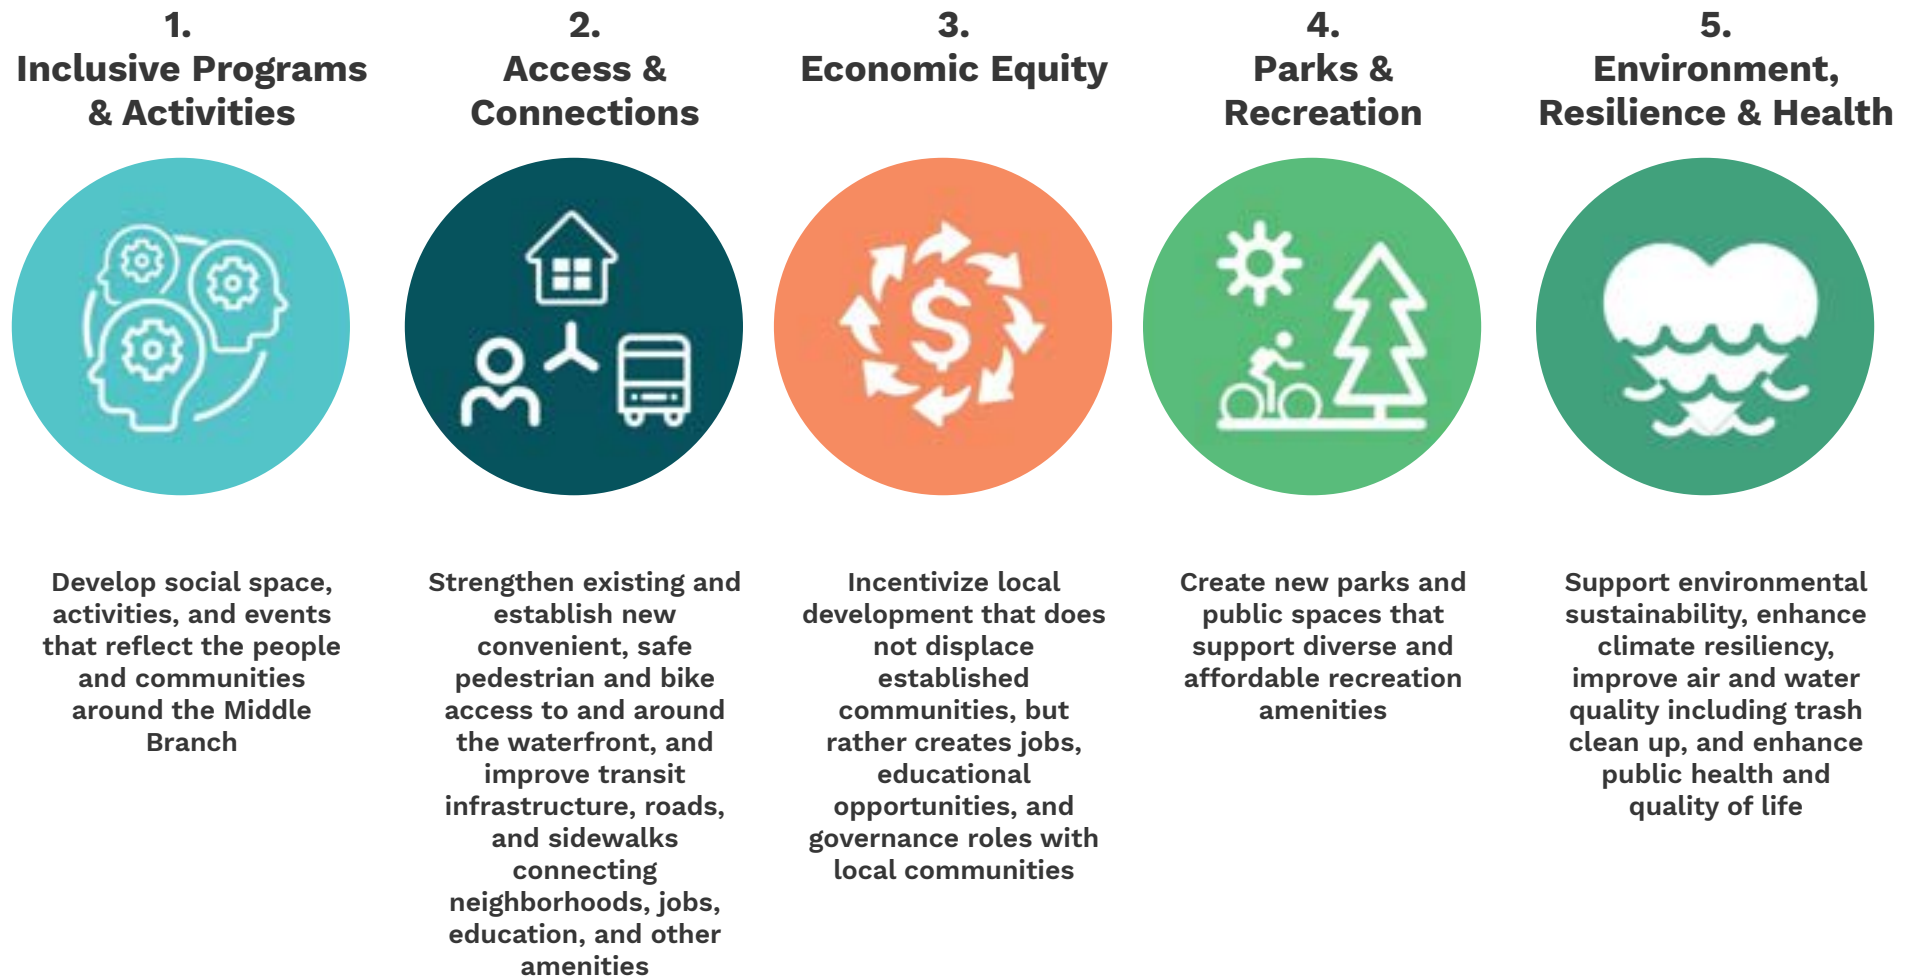 1.
Inclusive Programs
& Activities
Develop social space,
activities, and events
that reflect the people
and communities
around the Middle
Branch
2.
Access &
Connections
Strengthen existing and
establish new
convenient, safe
pedestrian and bike
access to and around
the waterfront, and
improve transit
infrastructure, roads,
and sidewalks
connecting
neighborhoods, jobs,
education, and other
amenities
3.
Economic Equity
$
Incentivize local
development that does
not displace
established
communities, but
rather creates jobs,
educational
opportunities, and
governance roles with
local communities
4.
Parks &
Recreation
Create new parks and
public spaces that
support diverse and
affordable recreation
amenities
5.
Environment,
Resilience & Health
Support environmental
sustainability, enhance
climate resiliency,
improve air and water
quality including trash
clean up, and enhance
public health and
quality of life